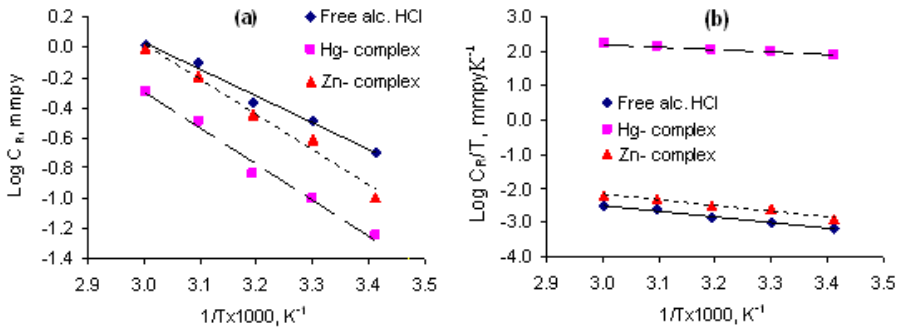 (a)
Free alc. HCl
Hg- complex
Zn- complex
Log C_R, mmpy
0.2
0.0
-0.2
-0.4
-0.6
-0.8
-1.0
-1.2
-1.4
2.9 3.0 3.1 3.2 3.3 3.4 3.5
1/Tx1000, K⁻¹
(b)
Free alc. HCl
Hg- complex
Zn- complex
Log C_R/T, mmpyK⁻¹
3.0
2.0
1.0
0.0
-1.0
-2.0
-3.0
-4.0
2.9 3.0 3.1 3.2 3.3 3.4 3.5
1/Tx1000, K⁻¹